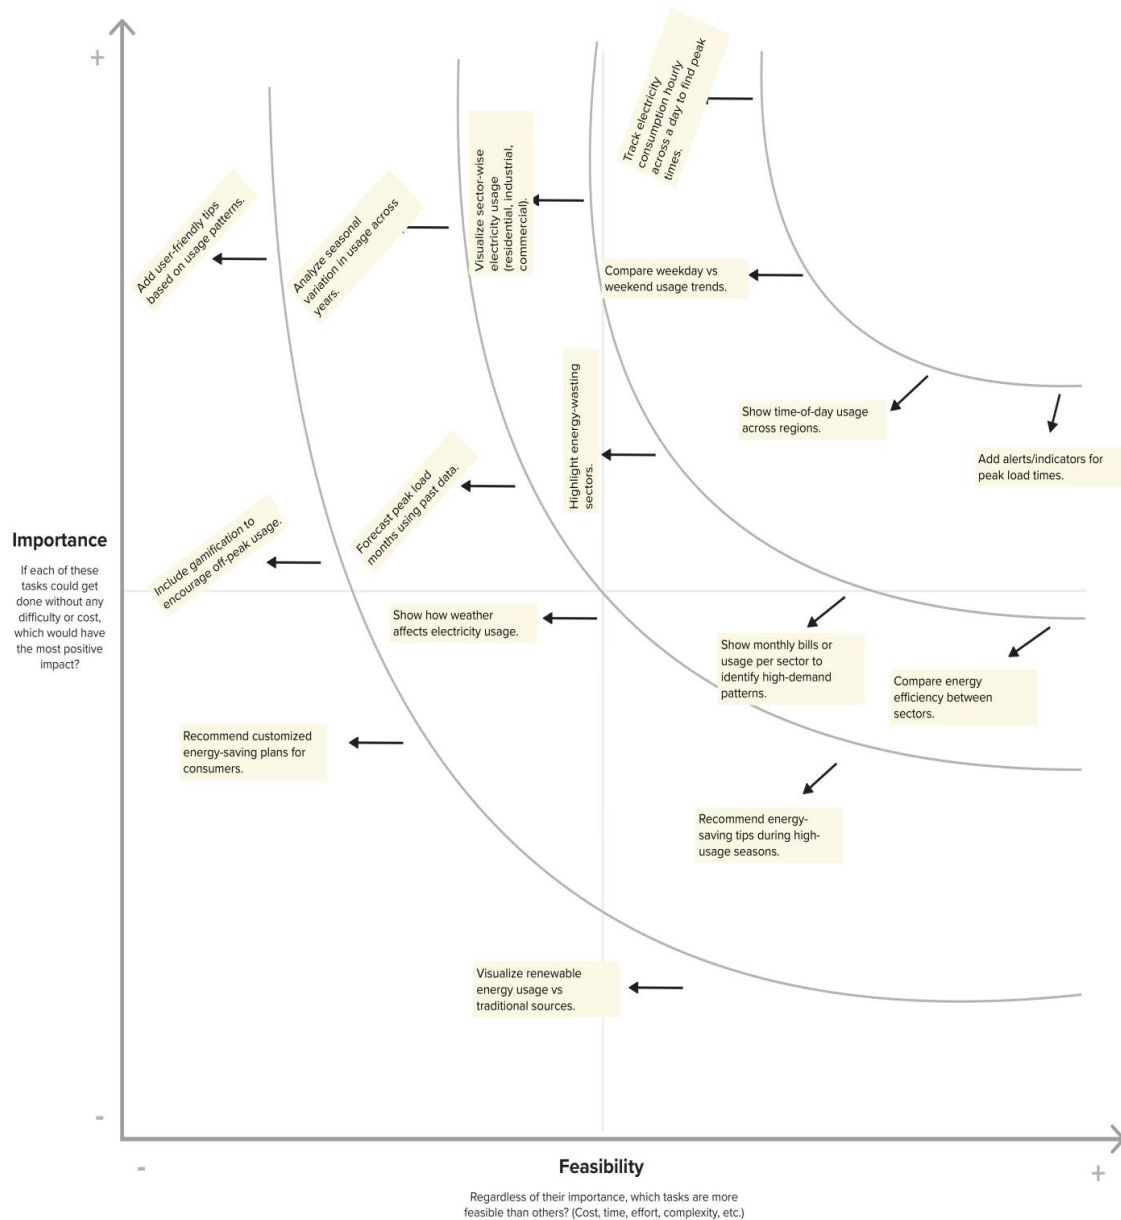 +
Track electricity
consumption hourly
across a day to find peak
times.
Visualize sector-wise
electricity usage
(residential, industrial,
commercial).
Add user-friendly tips
based on usage patterns.
Analyze seasonal
variation in usage across
years.
Compare weekday vs
weekend usage trends.
Highlight energy-wasting
sectors.
Show time-of-day usage
across regions.
Add alerts/indicators for
peak load times.
Forecast peak load
months using past data.
Include gamification to
encourage off-peak usage.
Importance
If each of these
tasks could get
done without any
difficulty or cost,
which would have
the most positive
impact?
Show how weather
affects electricity usage.
Show monthly bills or
usage per sector to
identify high-demand
patterns.
Compare energy
efficiency between
sectors.
Recommend customized
energy-saving plans for
consumers.
Recommend energy-
saving tips during high-
usage seasons.
Visualize renewable
energy usage vs
traditional sources.
-
-
+
Feasibility
Regardless of their importance, which tasks are more
feasible than others? (Cost, time, effort, complexity, etc.)